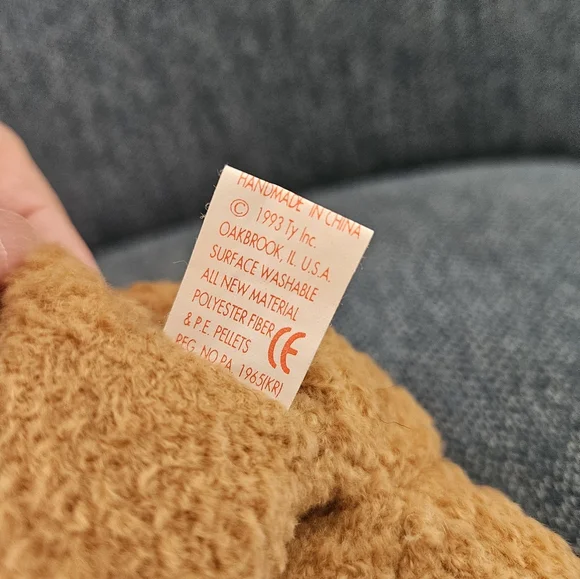 HANDMADE IN CHINA
© 1993 Ty Inc.
OAKBROOK, IL. U.S.A.
SURFACE WASHABLE
ALL NEW MATERIAL
POLYESTER FIBER
& P.E. PELLETS CE
REG. NO PA. 1965(KR)